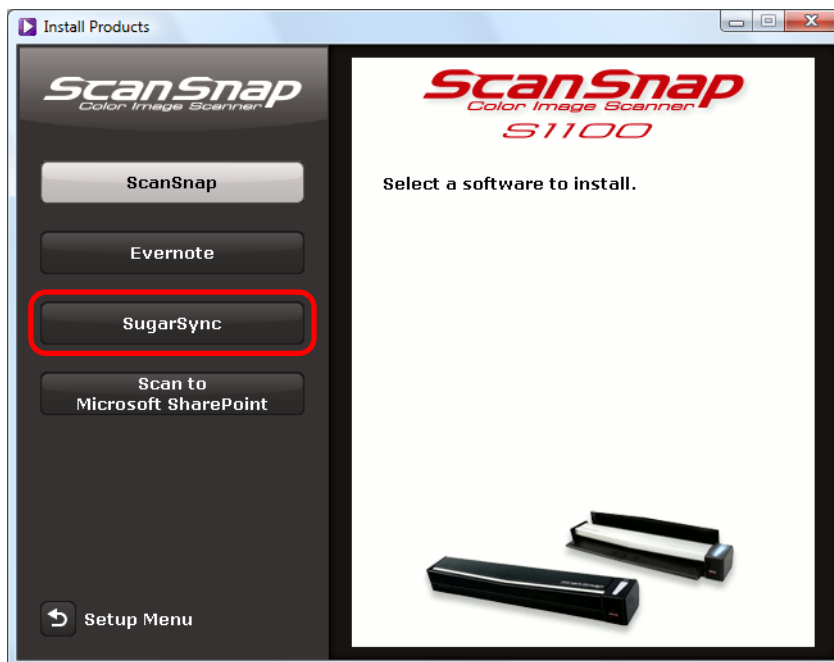 Install Products
ScanSnap
Color Image Scanner
ScanSnap
Evernote
SugarSync
Scan to
Microsoft SharePoint
Setup Menu
ScanSnap
Color Image Scanner
S1100
Select a software to install.